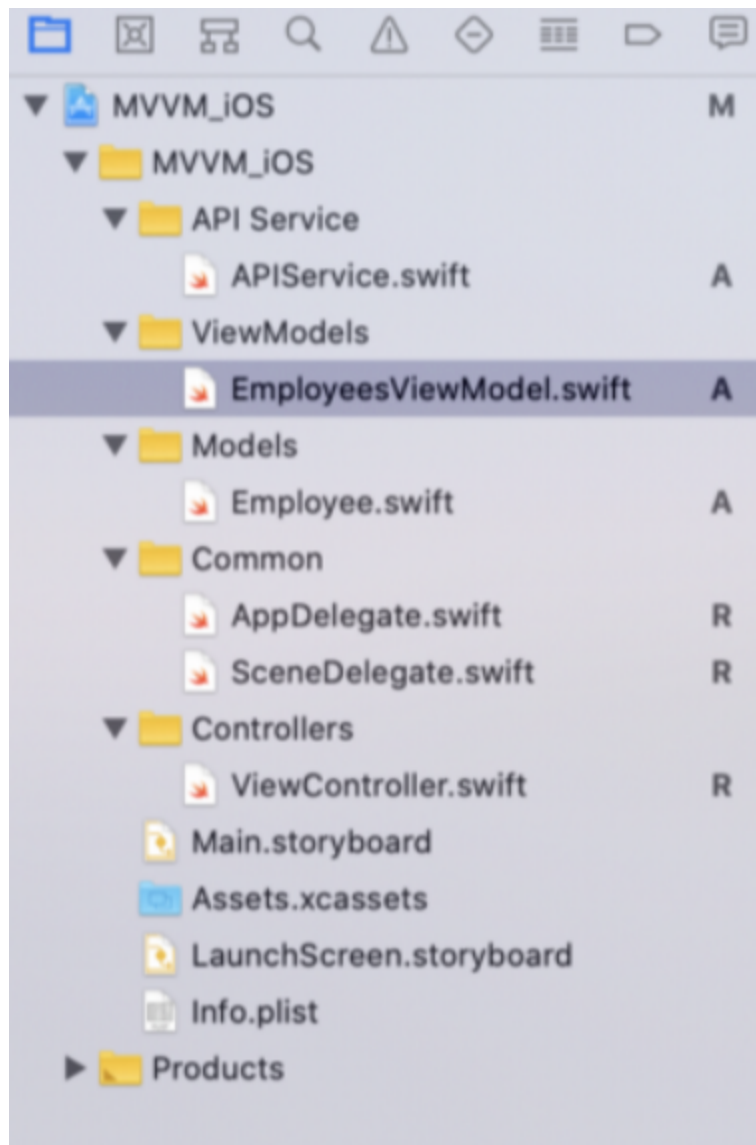 MVVM_iOS M
MVVM_iOS
API Service
APIService.swift A
ViewModels
EmployeesViewModel.swift A
Models
Employee.swift A
Common
AppDelegate.swift R
SceneDelegate.swift R
Controllers
ViewController.swift R
Main.storyboard
Assets.xcassets
LaunchScreen.storyboard
Info.plist
Products